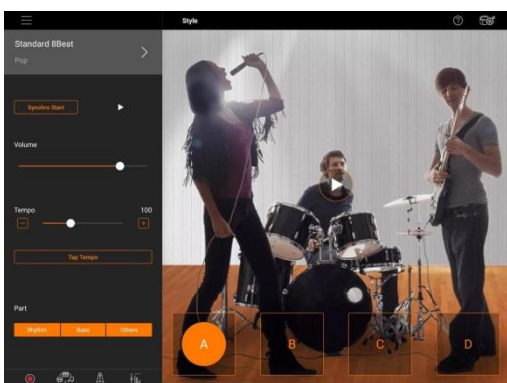 Style
Standard 8Beat
Pop
Synchro Start
Volume
Tempo 100
Tap Tempo
Part
Rhythm Bass Others
A B C D